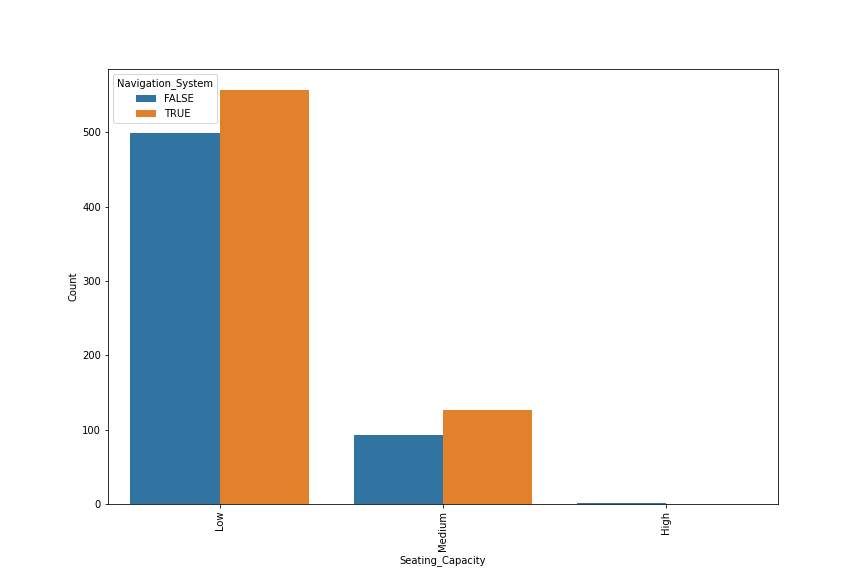 Navigation_System
FALSE
TRUE
500
400
300
200
100
0
Count
Low
Medium
High
Seating_Capacity